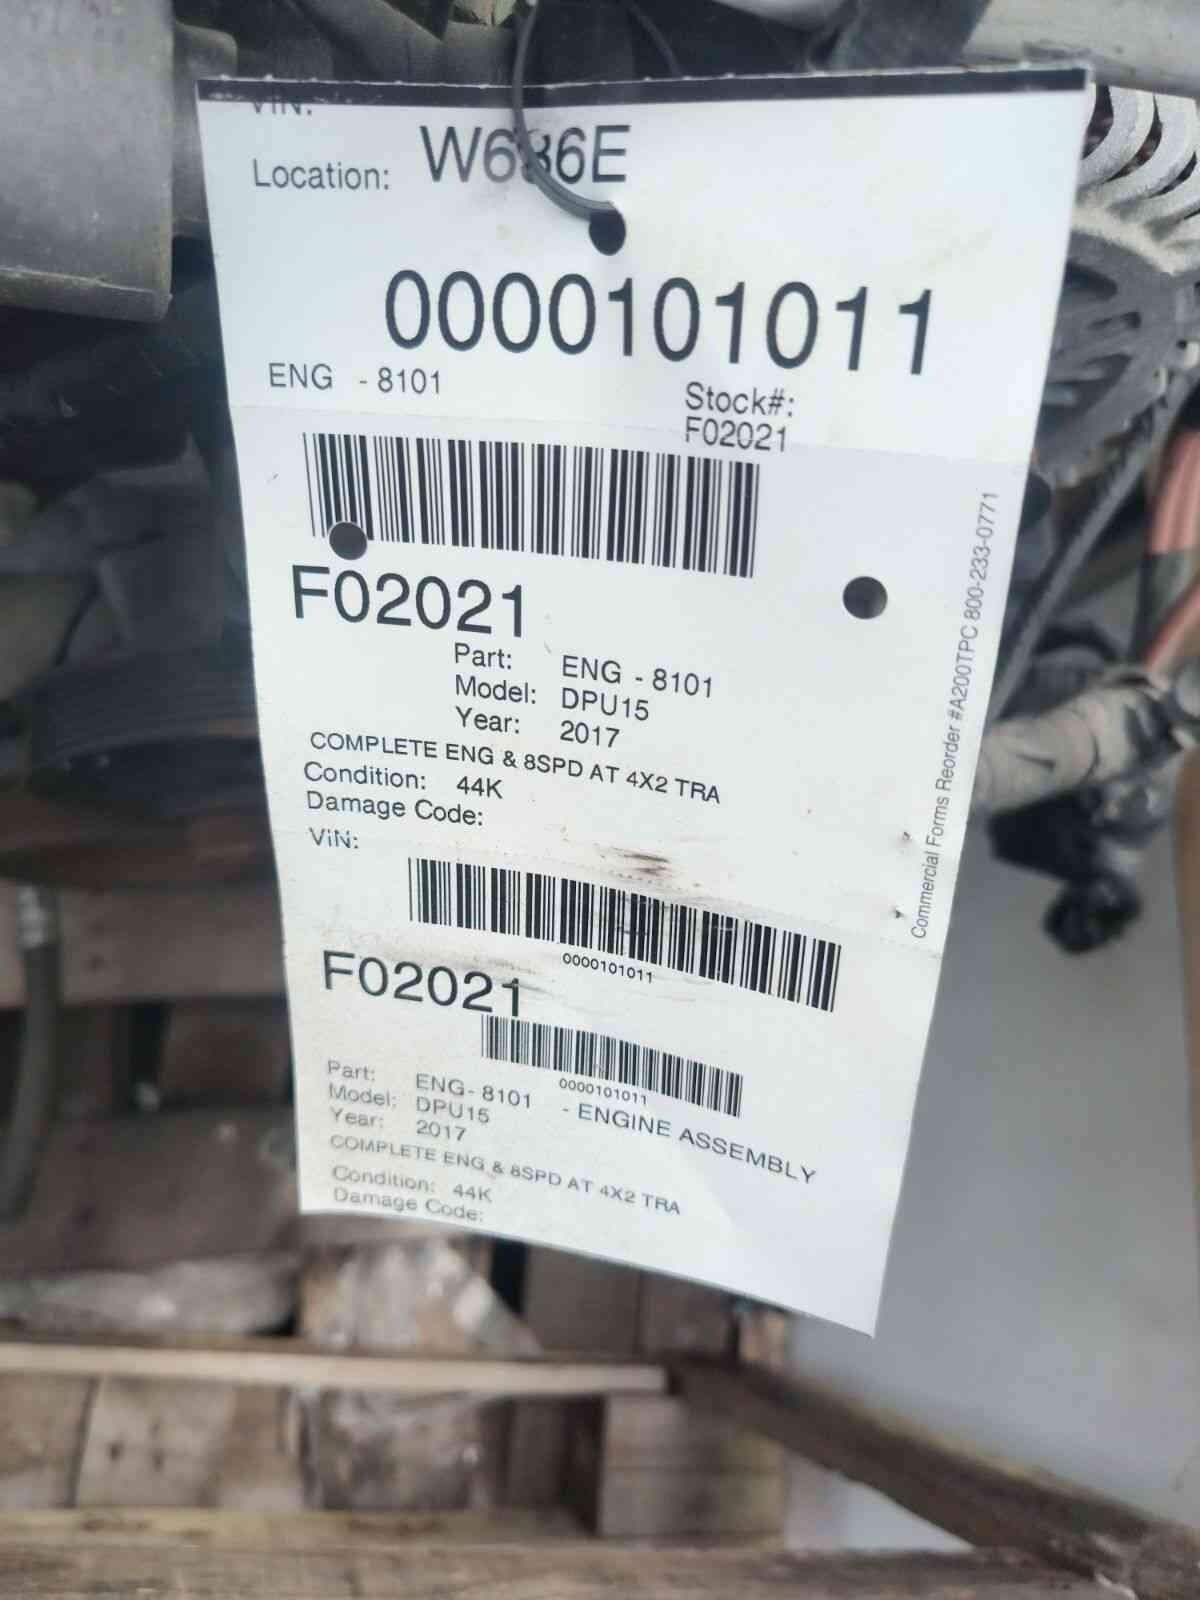 VIN:
Location: W686E
0000101011
ENG - 8101
Stock#:
F02021
F02021
Part: ENG - 8101
Model: DPU15
Year: 2017
COMPLETE ENG & 8SPD AT 4X2 TRA
Condition: 44K
Damage Code:
VIN:
0000101011
F02021
0000101011
Part: ENG- 8101 - ENGINE ASSEMBLY
Model: DPU15
Year: 2017
COMPLETE ENG & 8SPD AT 4X2 TRA
Condition: 44K
Damage Code:
Commercial Forms Reorder #A200TPC 800-233-0771